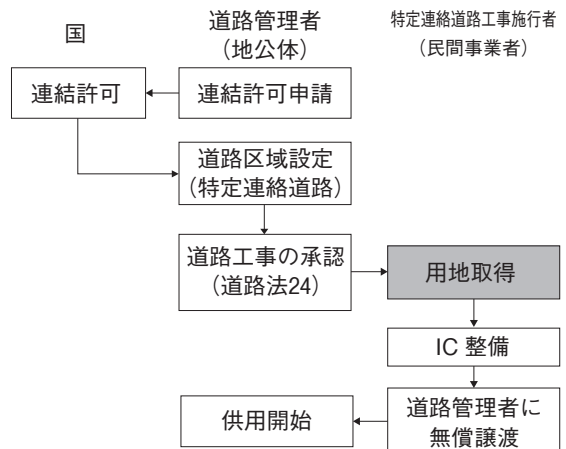 国
道路管理者
（地公体）
特定連絡道路工事施行者
（民間事業者）
連結許可
連結許可申請
道路区域設定
（特定連絡道路）
道路工事の承認
（道路法24）
用地取得
IC 整備
供用開始
道路管理者に
無償譲渡